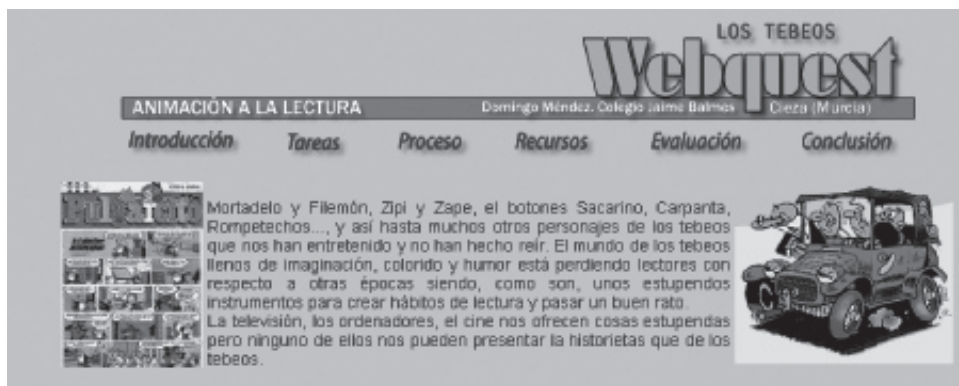 LOS TEBEOS
Webquest
ANIMACIÓN A LA LECTURA Domingo Méndez. Colegio Jaime Balmes Cieza (Murcia)
Introducción Tareas Proceso Recursos Evaluación Conclusión
Mortadelo y Filemón, Zipi y Zape, el botones Sacarino, Carpanta,
Rompetechos..., y así hasta muchos otros personajes de los tebeos
que nos han entretenido y no han hecho reír. El mundo de los tebeos
llenos de imaginación, colorido y humor está perdiendo lectores con
respecto a otras épocas siendo, como son, unos estupendos
instrumentos para crear hábitos de lectura y pasar un buen rato.
La televisión, los ordenadores, el cine nos ofrecen cosas estupendas
pero ninguno de ellos nos pueden presentar la historietas que de los
tebeos.